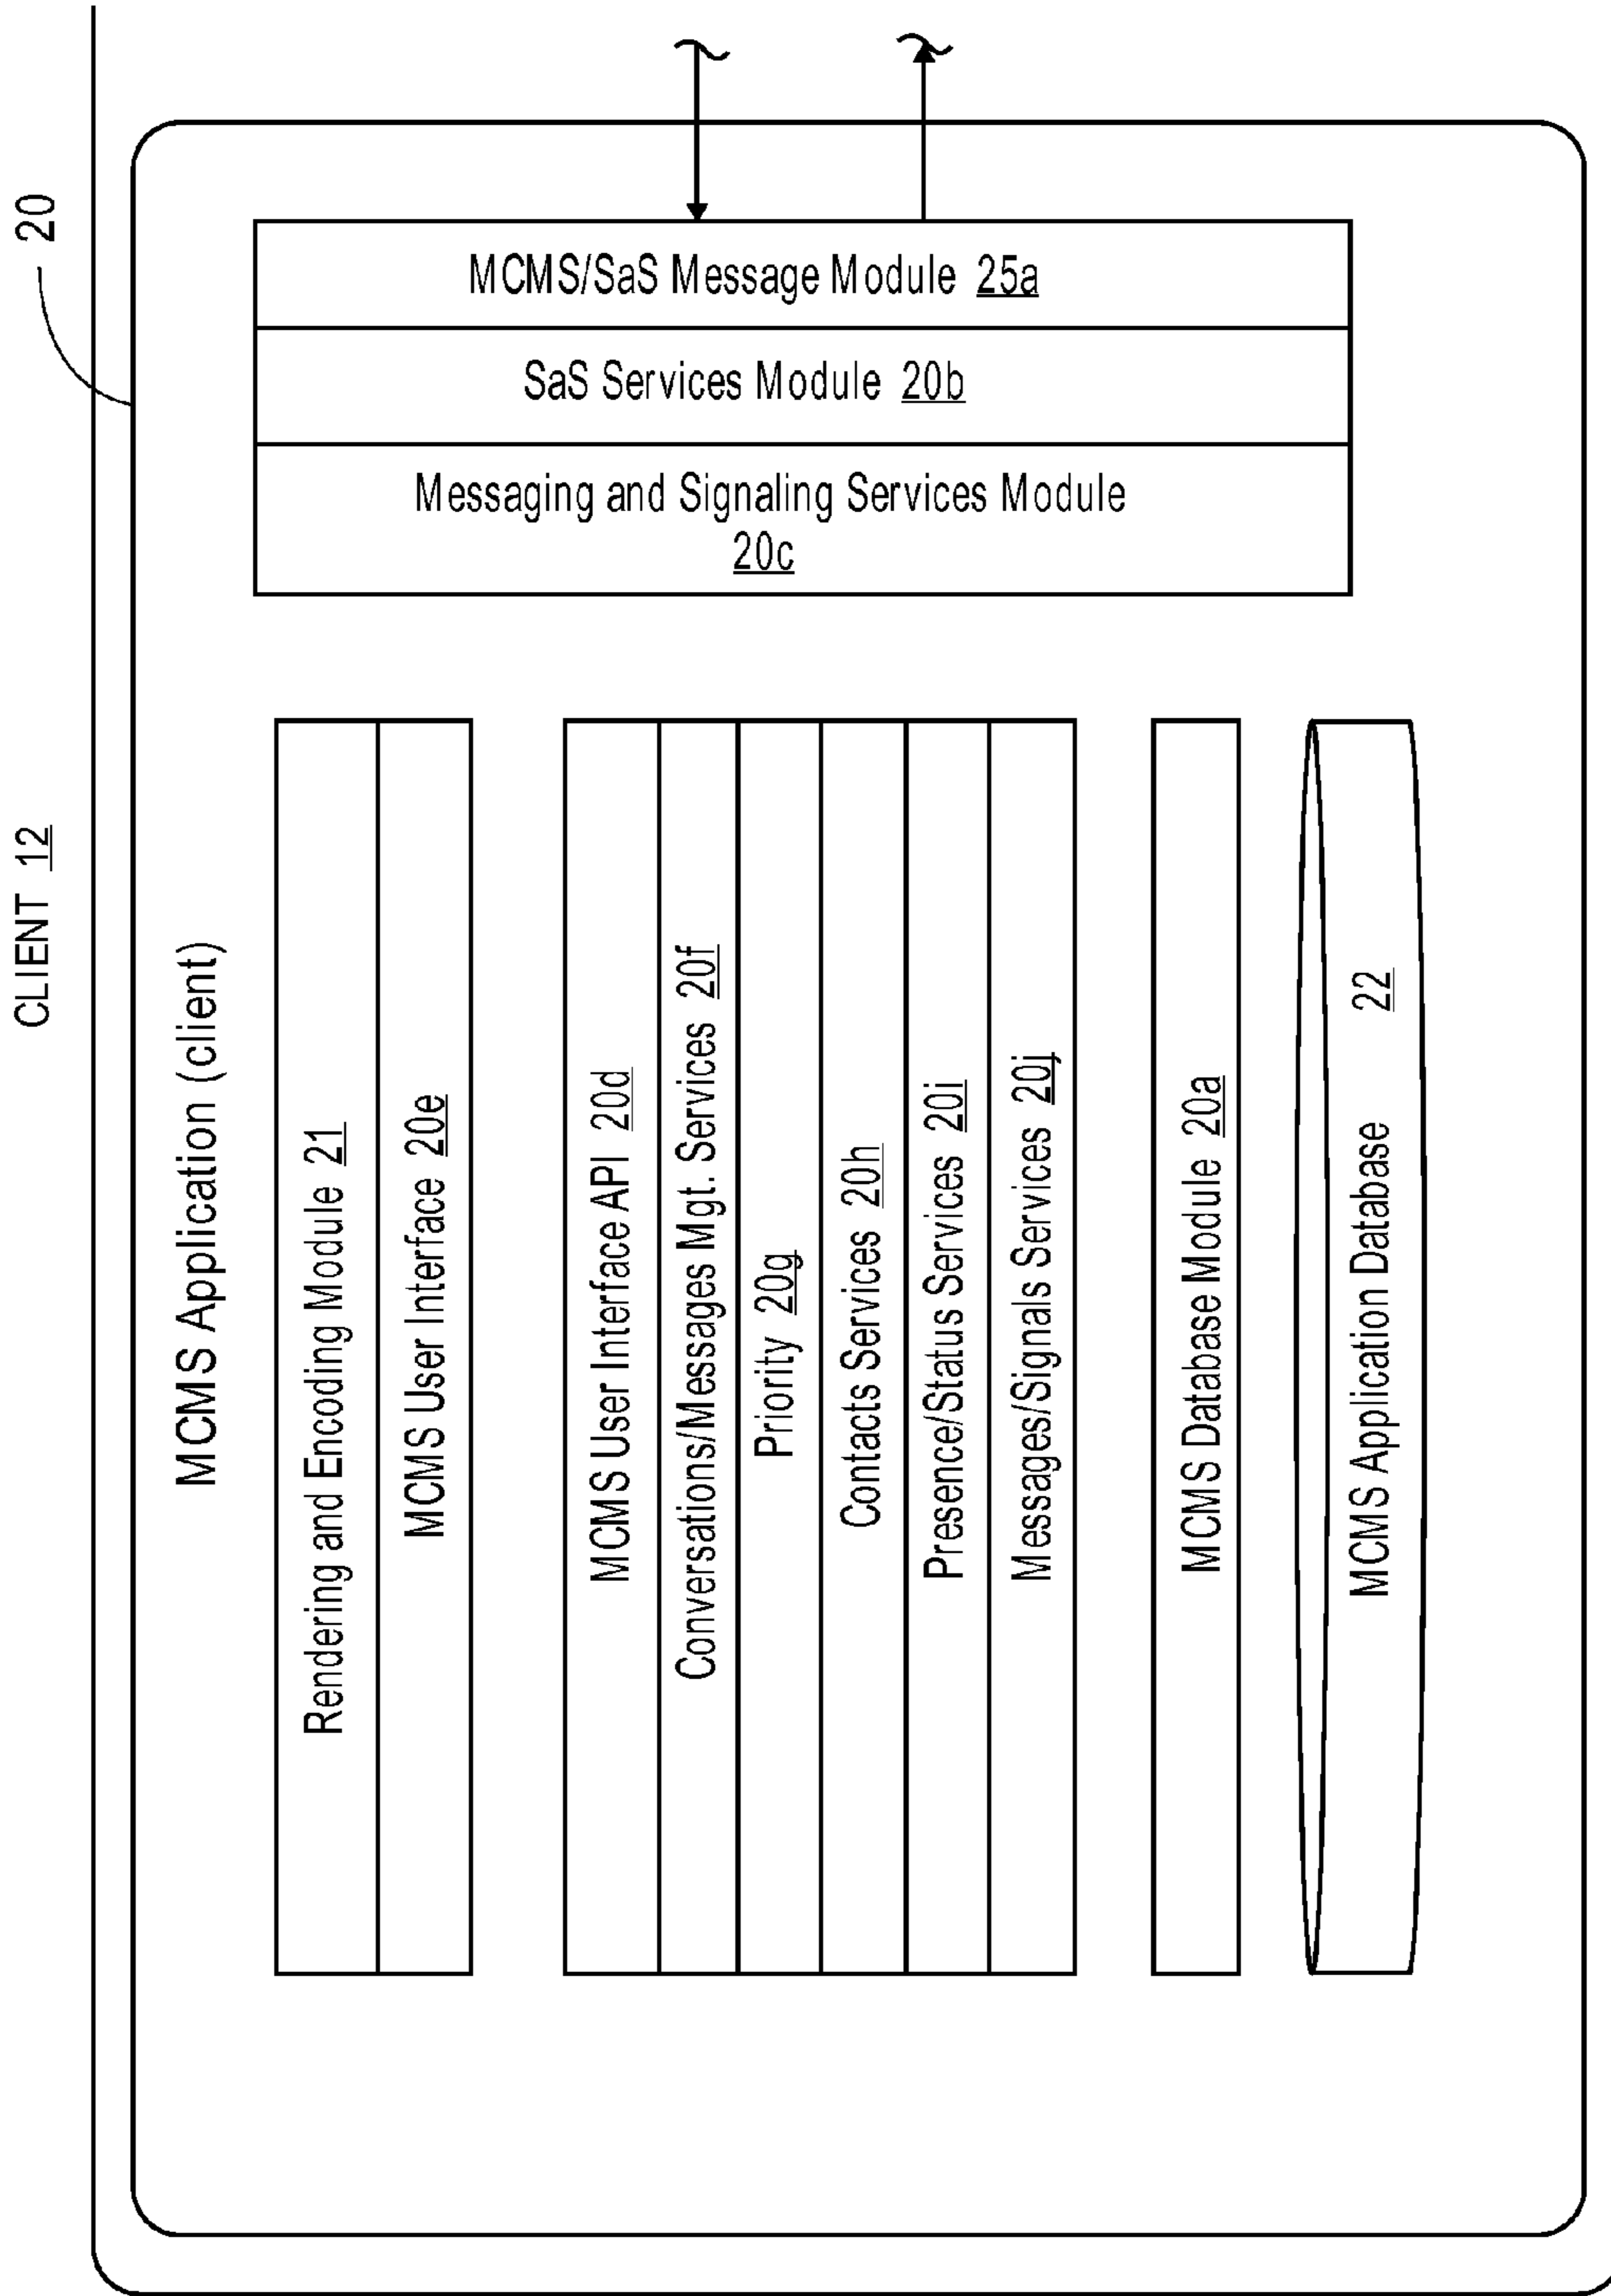 CLIENT 12
20
MCMS Application (client)
Rendering and Encoding Module 21
MCMS User Interface 20e
MCMS User Interface API 20d
Conversations/Messages Mgt. Services 20f
Priority 20g
Contacts Services 20h
Presence/Status Services 20i
Messages/Signals Services 20j
MCMS Database Module 20a
MCMS Application Database
22
MCMS/SaS Message Module 25a
SaS Services Module 20b
Messaging and Signaling Services Module
20c